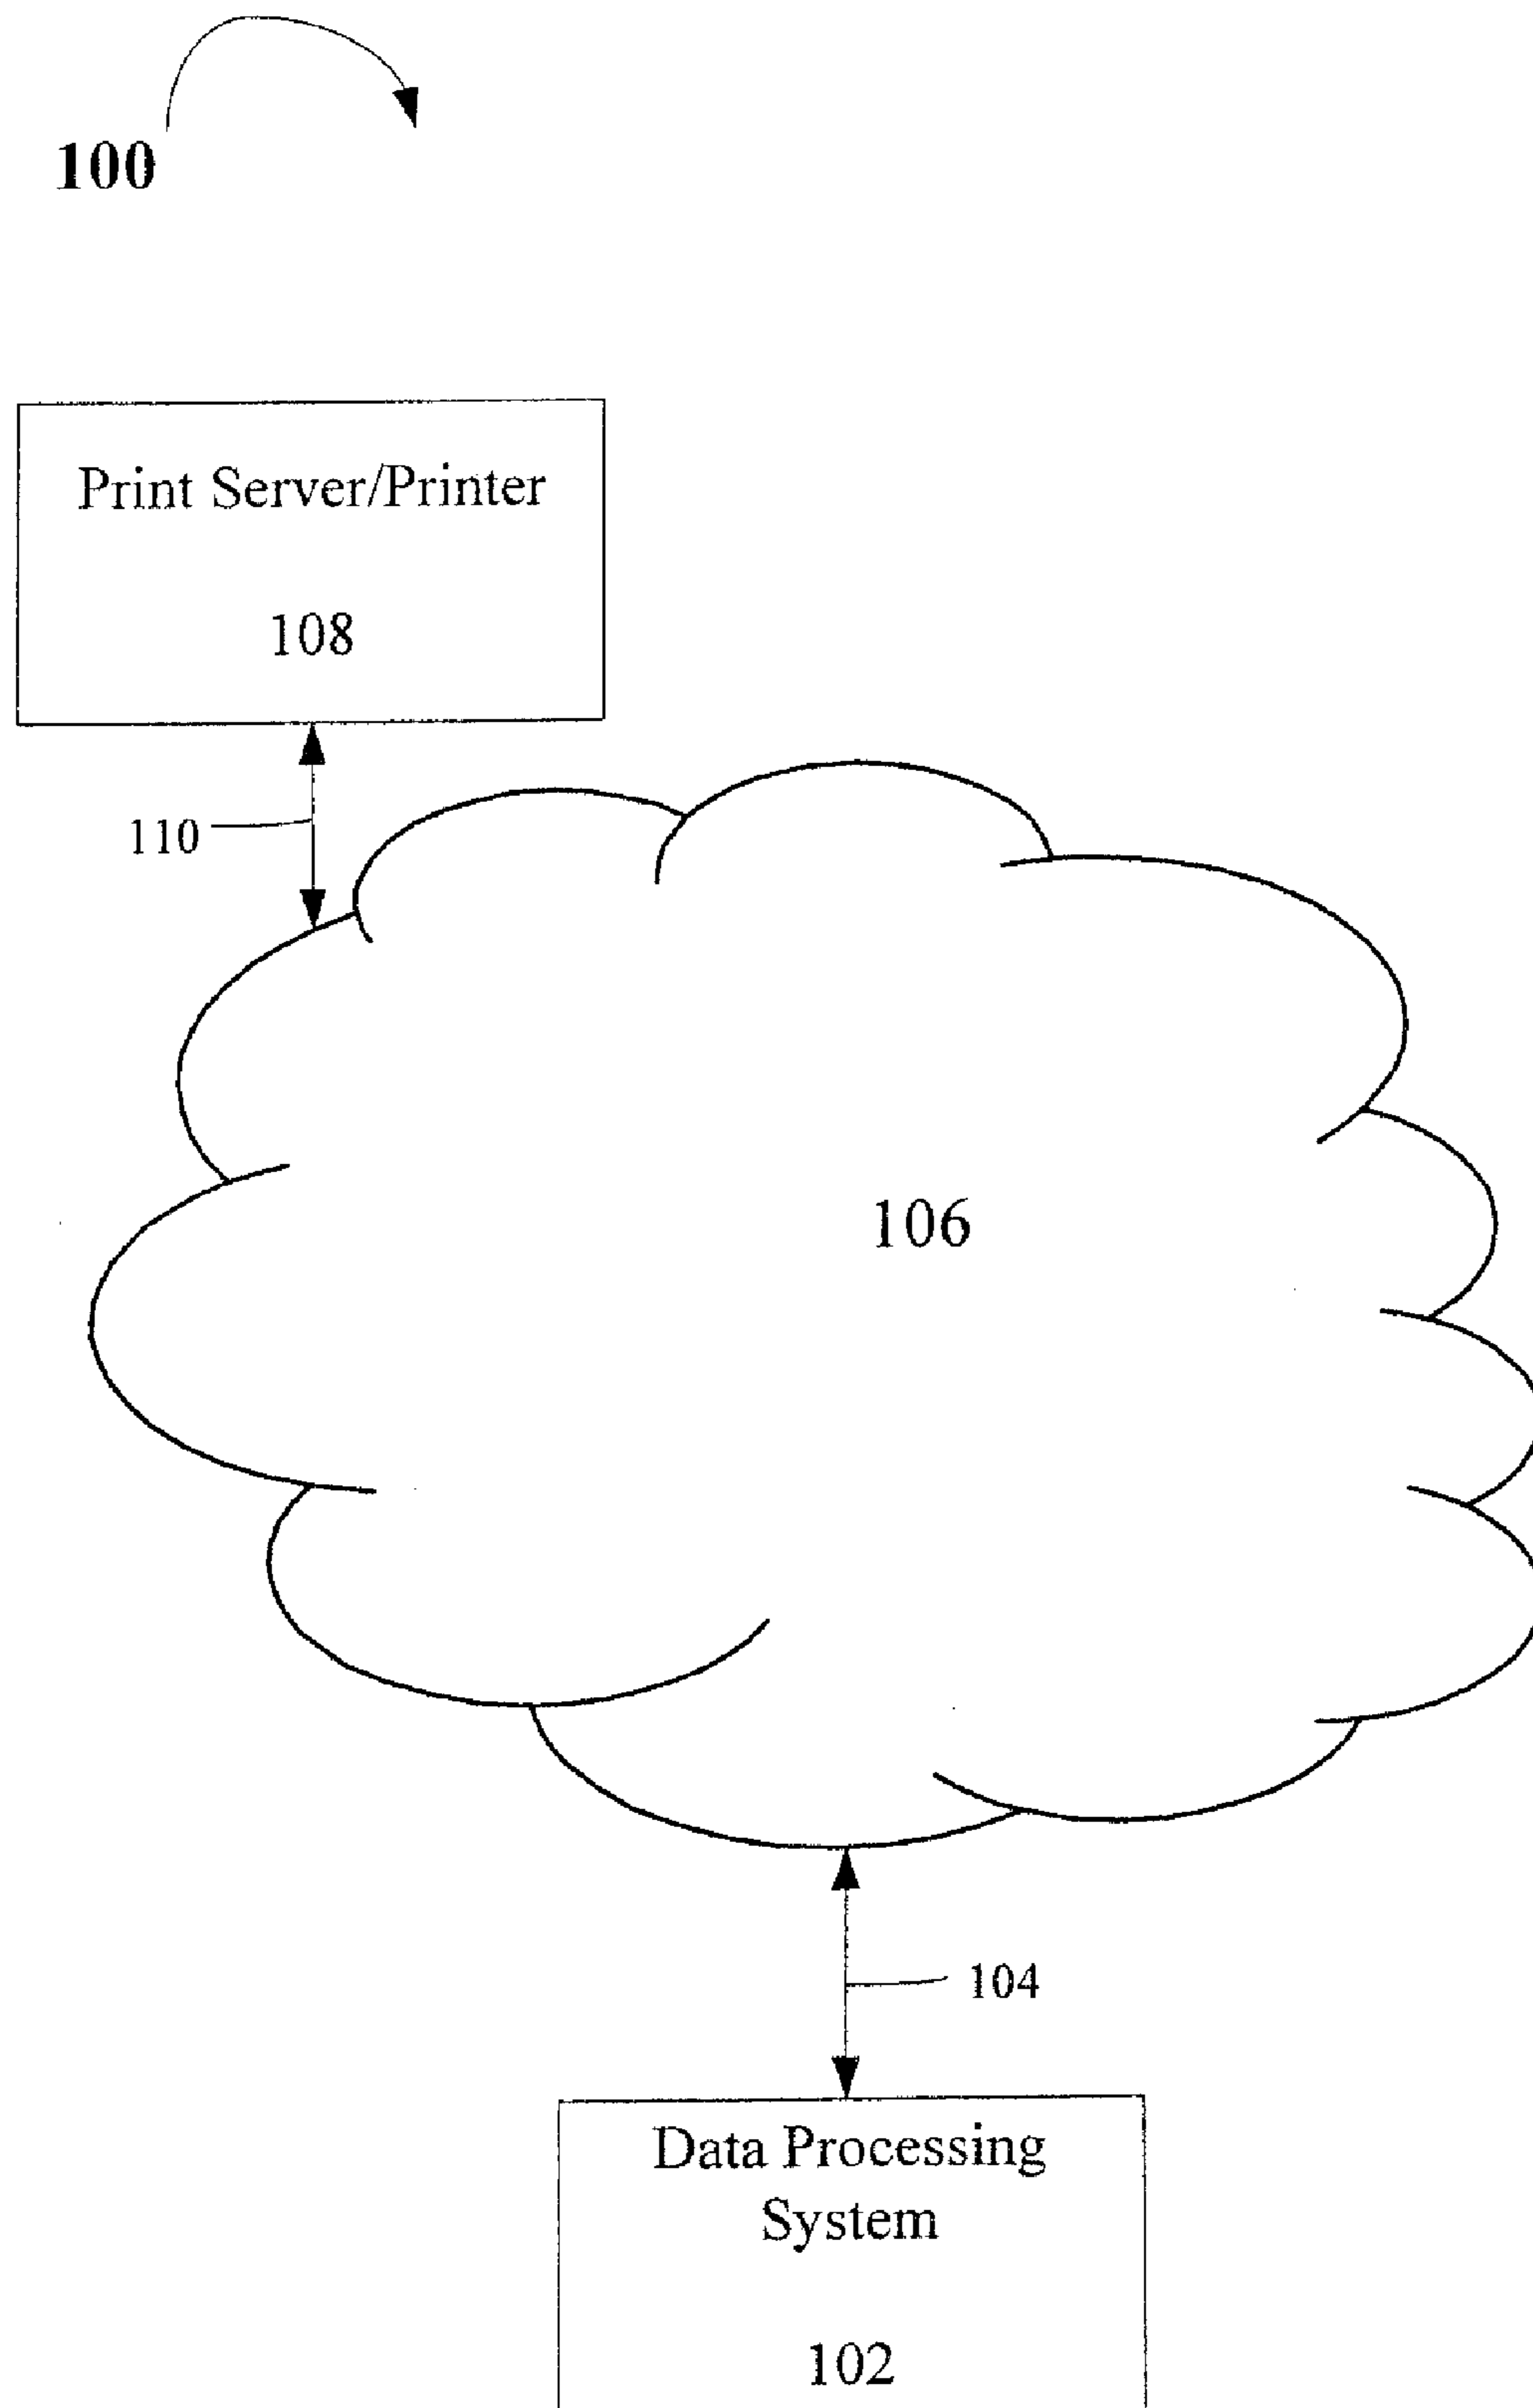 100
Print Server/Printer
108
110
106
104
Data Processing
System
102